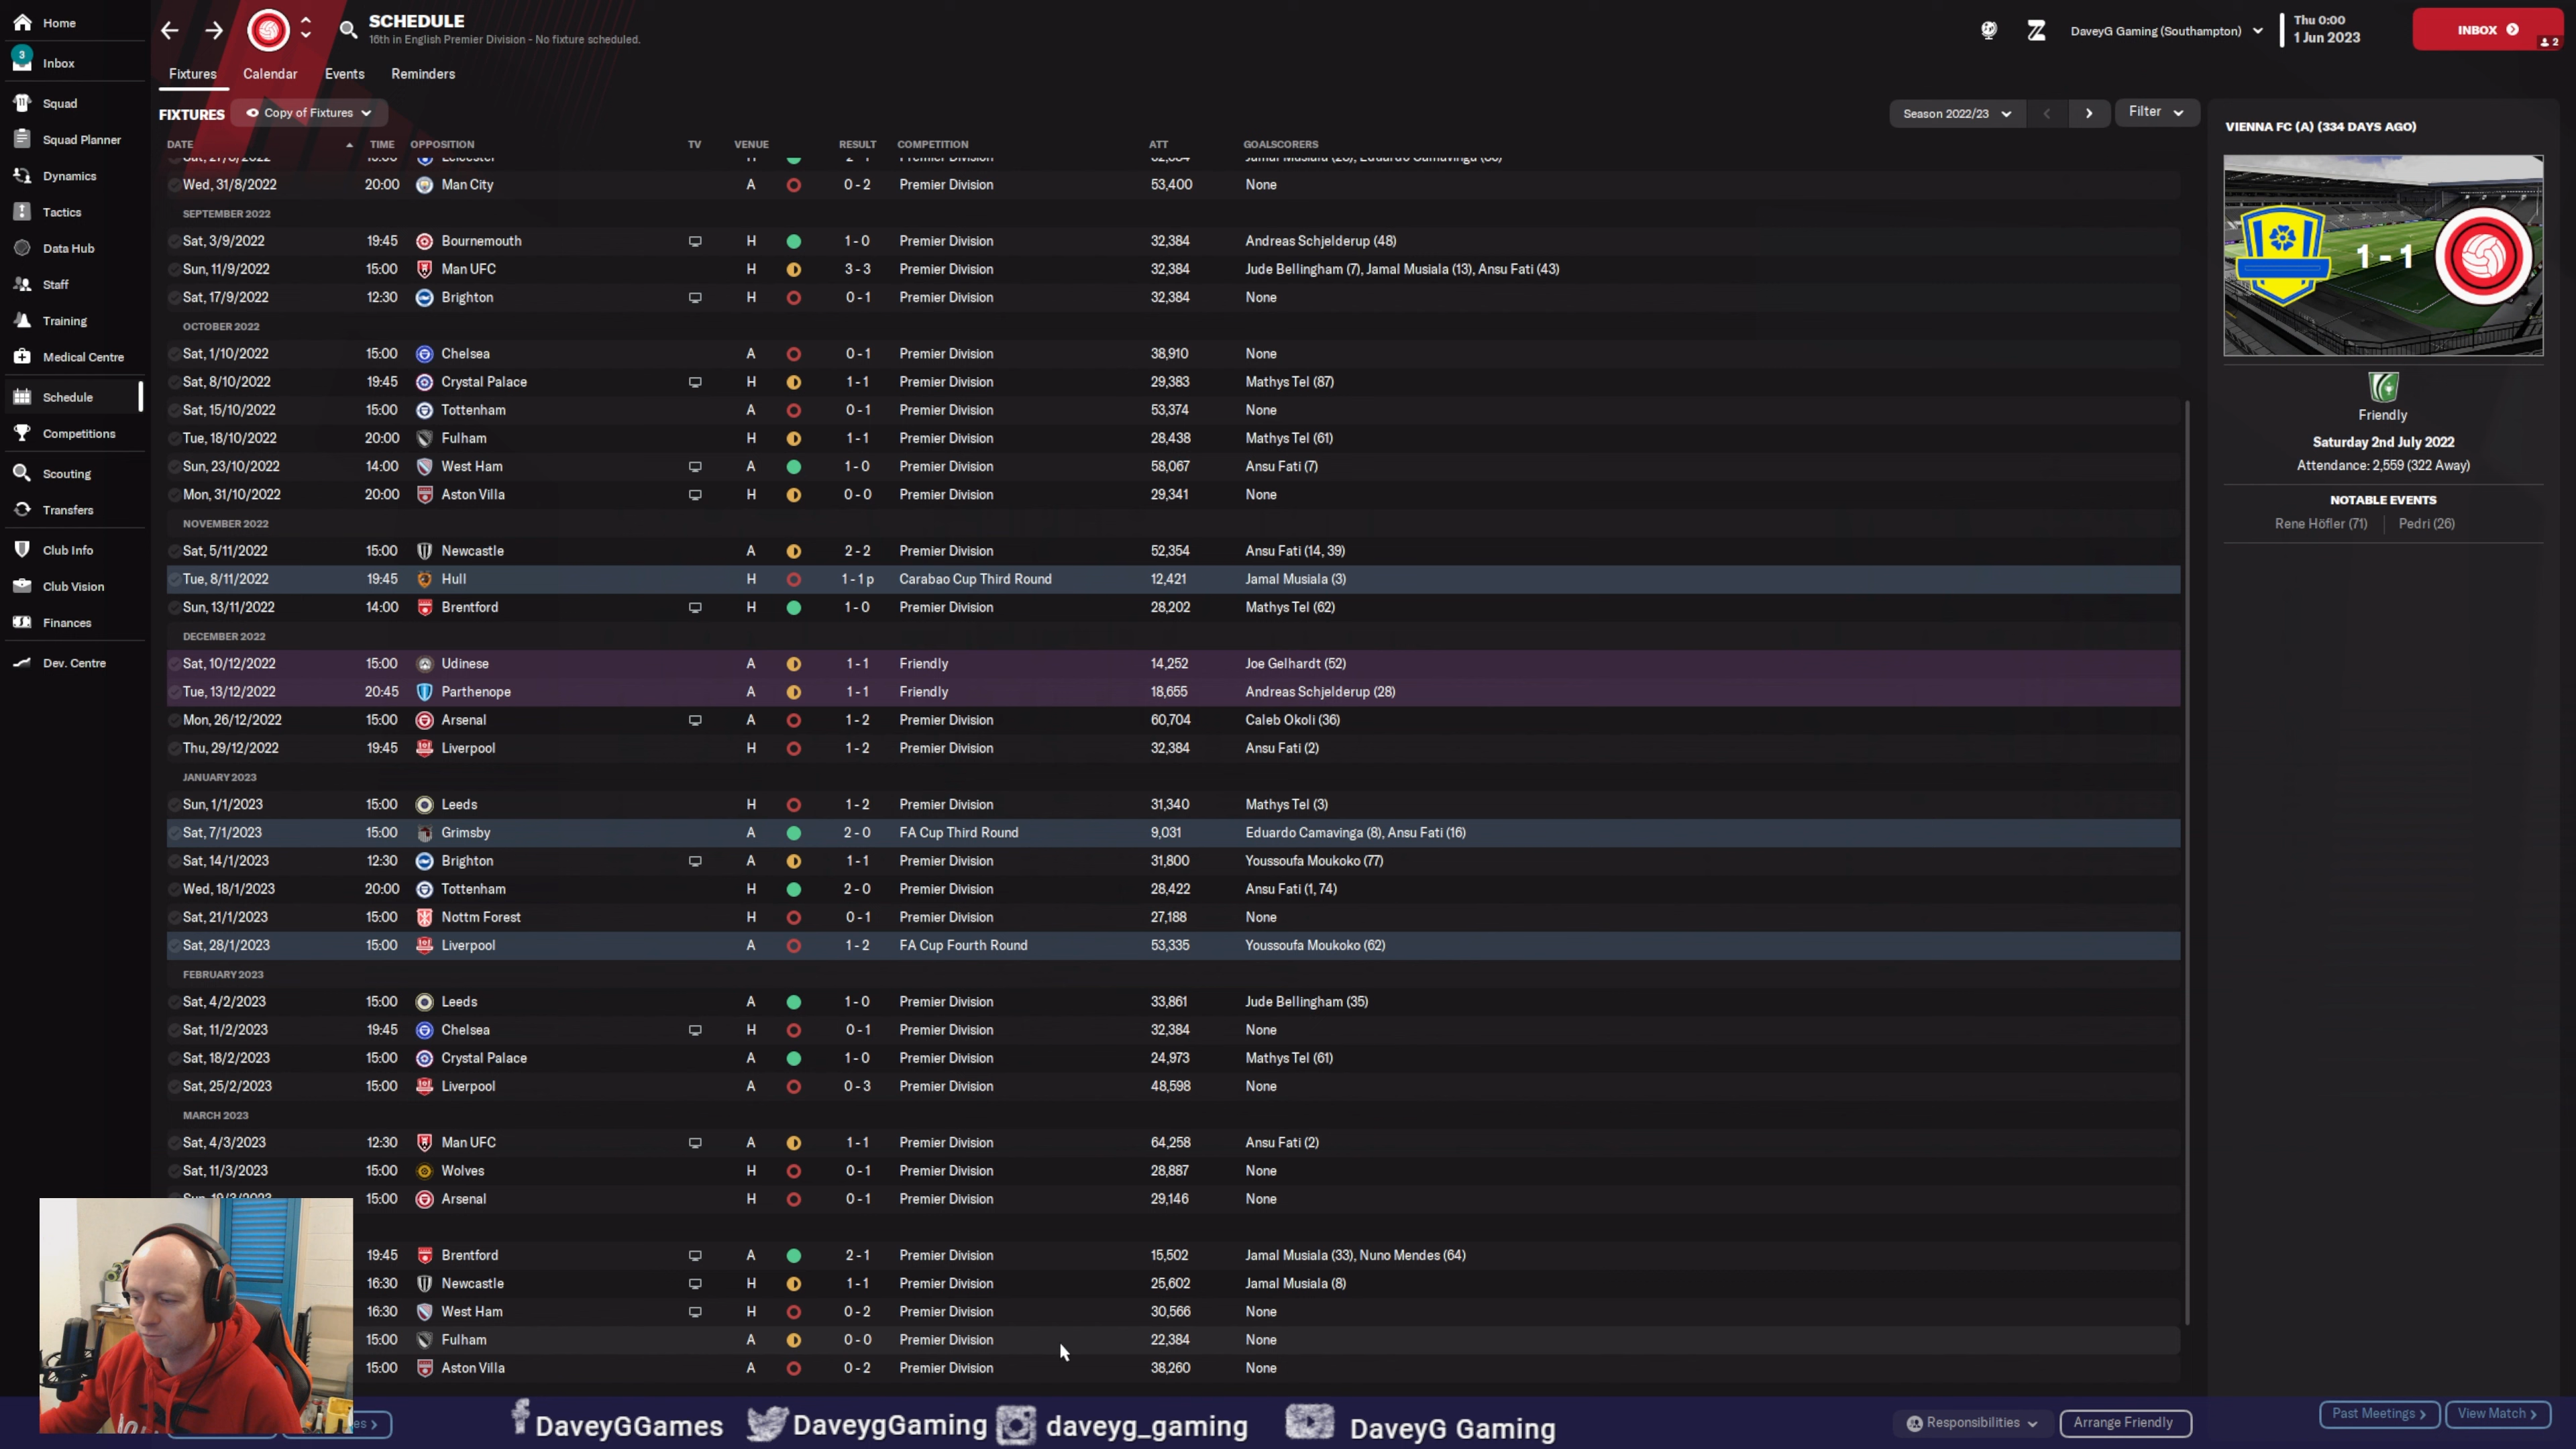 Home
3
Inbox
Squad
Squad Planner
Dynamics
Tactics
Data Hub
Staff
Training
Medical Centre
Schedule
Competitions
Scouting
Transfers
Club Info
Club Vision
Finances
Dev. Centre
SCHEDULE
16th in English Premier Division - No fixture scheduled.
DaveyG Gaming (Southampton)
Thu 0:00
1 Jun 2023
INBOX
2
Fixtures Calendar Events Reminders
FIXTURES Copy of Fixtures Season 2022/23 Filter
DATE TIME OPPOSITION TV VENUE RESULT COMPETITION ATT GOALSCORERS
Wed, 31/8/2022 20:00 Man City A 0 - 2 Premier Division 53,400 None
SEPTEMBER 2022
Sat, 3/9/2022 19:45 Bournemouth H 1 - 0 Premier Division 32,384 Andreas Schjelderup (48)
Sun, 11/9/2022 15:00 Man UFC H 3 - 3 Premier Division 32,384 Jude Bellingham (7), Jamal Musiala (13), Ansu Fati (43)
Sat, 17/9/2022 12:30 Brighton H 0 - 1 Premier Division 32,384 None
OCTOBER 2022
Sat, 1/10/2022 15:00 Chelsea A 0 - 1 Premier Division 38,910 None
Sat, 8/10/2022 19:45 Crystal Palace H 1 - 1 Premier Division 29,383 Mathys Tel (87)
Sat, 15/10/2022 15:00 Tottenham A 0 - 1 Premier Division 53,374 None
Tue, 18/10/2022 20:00 Fulham H 1 - 1 Premier Division 28,438 Mathys Tel (61)
Sun, 23/10/2022 14:00 West Ham A 1 - 0 Premier Division 58,067 Ansu Fati (7)
Mon, 31/10/2022 20:00 Aston Villa H 0 - 0 Premier Division 29,341 None
NOVEMBER 2022
Sat, 5/11/2022 15:00 Newcastle A 2 - 2 Premier Division 52,354 Ansu Fati (14, 39)
Tue, 8/11/2022 19:45 Hull H 1 - 1 p Carabao Cup Third Round 12,421 Jamal Musiala (3)
Sun, 13/11/2022 14:00 Brentford H 1 - 0 Premier Division 28,202 Mathys Tel (62)
DECEMBER 2022
Sat, 10/12/2022 15:00 Udinese A 1 - 1 Friendly 14,252 Joe Gelhardt (52)
Tue, 13/12/2022 20:45 Parthenope A 1 - 1 Friendly 18,655 Andreas Schjelderup (28)
Mon, 26/12/2022 15:00 Arsenal A 1 - 2 Premier Division 60,704 Caleb Okoli (36)
Thu, 29/12/2022 19:45 Liverpool H 1 - 2 Premier Division 32,384 Ansu Fati (2)
JANUARY 2023
Sun, 1/1/2023 15:00 Leeds H 1 - 2 Premier Division 31,340 Mathys Tel (3)
Sat, 7/1/2023 15:00 Grimsby A 2 - 0 FA Cup Third Round 9,031 Eduardo Camavinga (8), Ansu Fati (16)
Sat, 14/1/2023 12:30 Brighton A 1 - 1 Premier Division 31,800 Youssoufa Moukoko (77)
Wed, 18/1/2023 20:00 Tottenham H 2 - 0 Premier Division 28,422 Ansu Fati (1, 74)
Sat, 21/1/2023 15:00 Nottm Forest H 0 - 1 Premier Division 27,188 None
Sat, 28/1/2023 15:00 Liverpool A 1 - 2 FA Cup Fourth Round 53,335 Youssoufa Moukoko (62)
FEBRUARY 2023
Sat, 4/2/2023 15:00 Leeds A 1 - 0 Premier Division 33,861 Jude Bellingham (35)
Sat, 11/2/2023 19:45 Chelsea H 0 - 1 Premier Division 32,384 None
Sat, 18/2/2023 15:00 Crystal Palace A 1 - 0 Premier Division 24,973 Mathys Tel (61)
Sat, 25/2/2023 15:00 Liverpool A 0 - 3 Premier Division 48,598 None
MARCH 2023
Sat, 4/3/2023 12:30 Man UFC A 1 - 1 Premier Division 64,258 Ansu Fati (2)
Sat, 11/3/2023 15:00 Wolves H 0 - 1 Premier Division 28,887 None
15:00 Arsenal H 0 - 1 Premier Division 29,146 None
19:45 Brentford A 2 - 1 Premier Division 15,502 Jamal Musiala (33), Nuno Mendes (64)
16:30 Newcastle H 1 - 1 Premier Division 25,602 Jamal Musiala (8)
16:30 West Ham H 0 - 2 Premier Division 30,566 None
15:00 Fulham A 0 - 0 Premier Division 22,384 None
15:00 Aston Villa A 0 - 2 Premier Division 38,260 None
VIENNA FC (A) (334 DAYS AGO)
1 - 1
Friendly
Saturday 2nd July 2022
Attendance: 2,559 (322 Away)
NOTABLE EVENTS
Rene Höfler (71) Pedri (26)
DaveyGGames DaveygGaming daveyg_gaming DaveyG Gaming
Responsibilities Arrange Friendly Past Meetings View Match